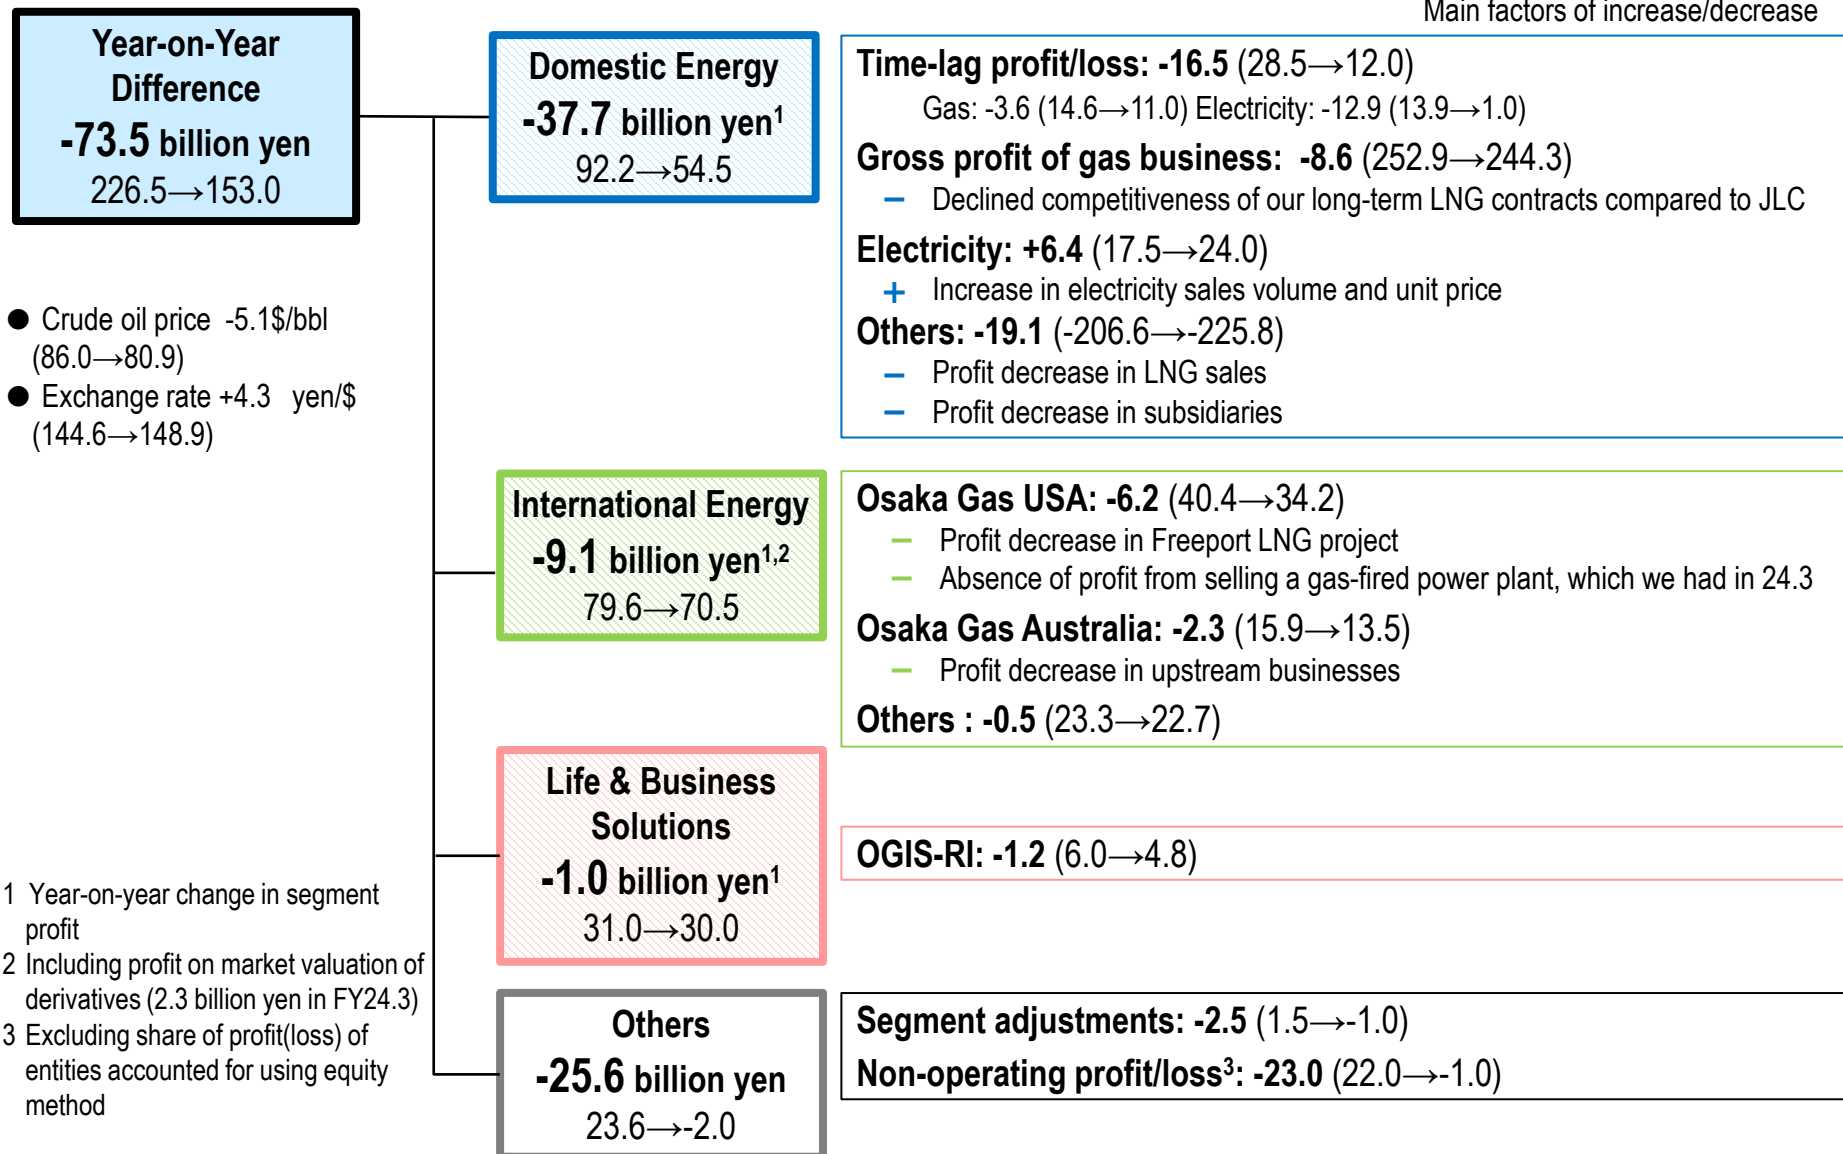 Main factors of increase/decrease
Year-on-Year
Difference
-73.5 billion yen
226.5→153.0
● Crude oil price -5.1$/bbl
(86.0→80.9)
● Exchange rate +4.3 yen/$
(144.6→148.9)
Domestic Energy
-37.7 billion yen1
92.2→54.5
Time-lag profit/loss: -16.5 (28.5→12.0)
Gas: -3.6 (14.6→11.0) Electricity: -12.9 (13.9→1.0)
Gross profit of gas business: -8.6 (252.9→244.3)
− Declined competitiveness of our long-term LNG contracts compared to JLC
Electricity: +6.4 (17.5→24.0)
+ Increase in electricity sales volume and unit price
Others: -19.1 (-206.6→-225.8)
− Profit decrease in LNG sales
− Profit decrease in subsidiaries
International Energy
-9.1 billion yen1,2
79.6→70.5
Osaka Gas USA: -6.2 (40.4→34.2)
− Profit decrease in Freeport LNG project
− Absence of profit from selling a gas-fired power plant, which we had in 24.3
Osaka Gas Australia: -2.3 (15.9→13.5)
− Profit decrease in upstream businesses
Others : -0.5 (23.3→22.7)
Life & Business
Solutions
-1.0 billion yen1
31.0→30.0
OGIS-RI: -1.2 (6.0→4.8)
Others
-25.6 billion yen
23.6→-2.0
Segment adjustments: -2.5 (1.5→-1.0)
Non-operating profit/loss3: -23.0 (22.0→-1.0)
1 Year-on-year change in segment
profit
2 Including profit on market valuation of
derivatives (2.3 billion yen in FY24.3)
3 Excluding share of profit(loss) of
entities accounted for using equity
method